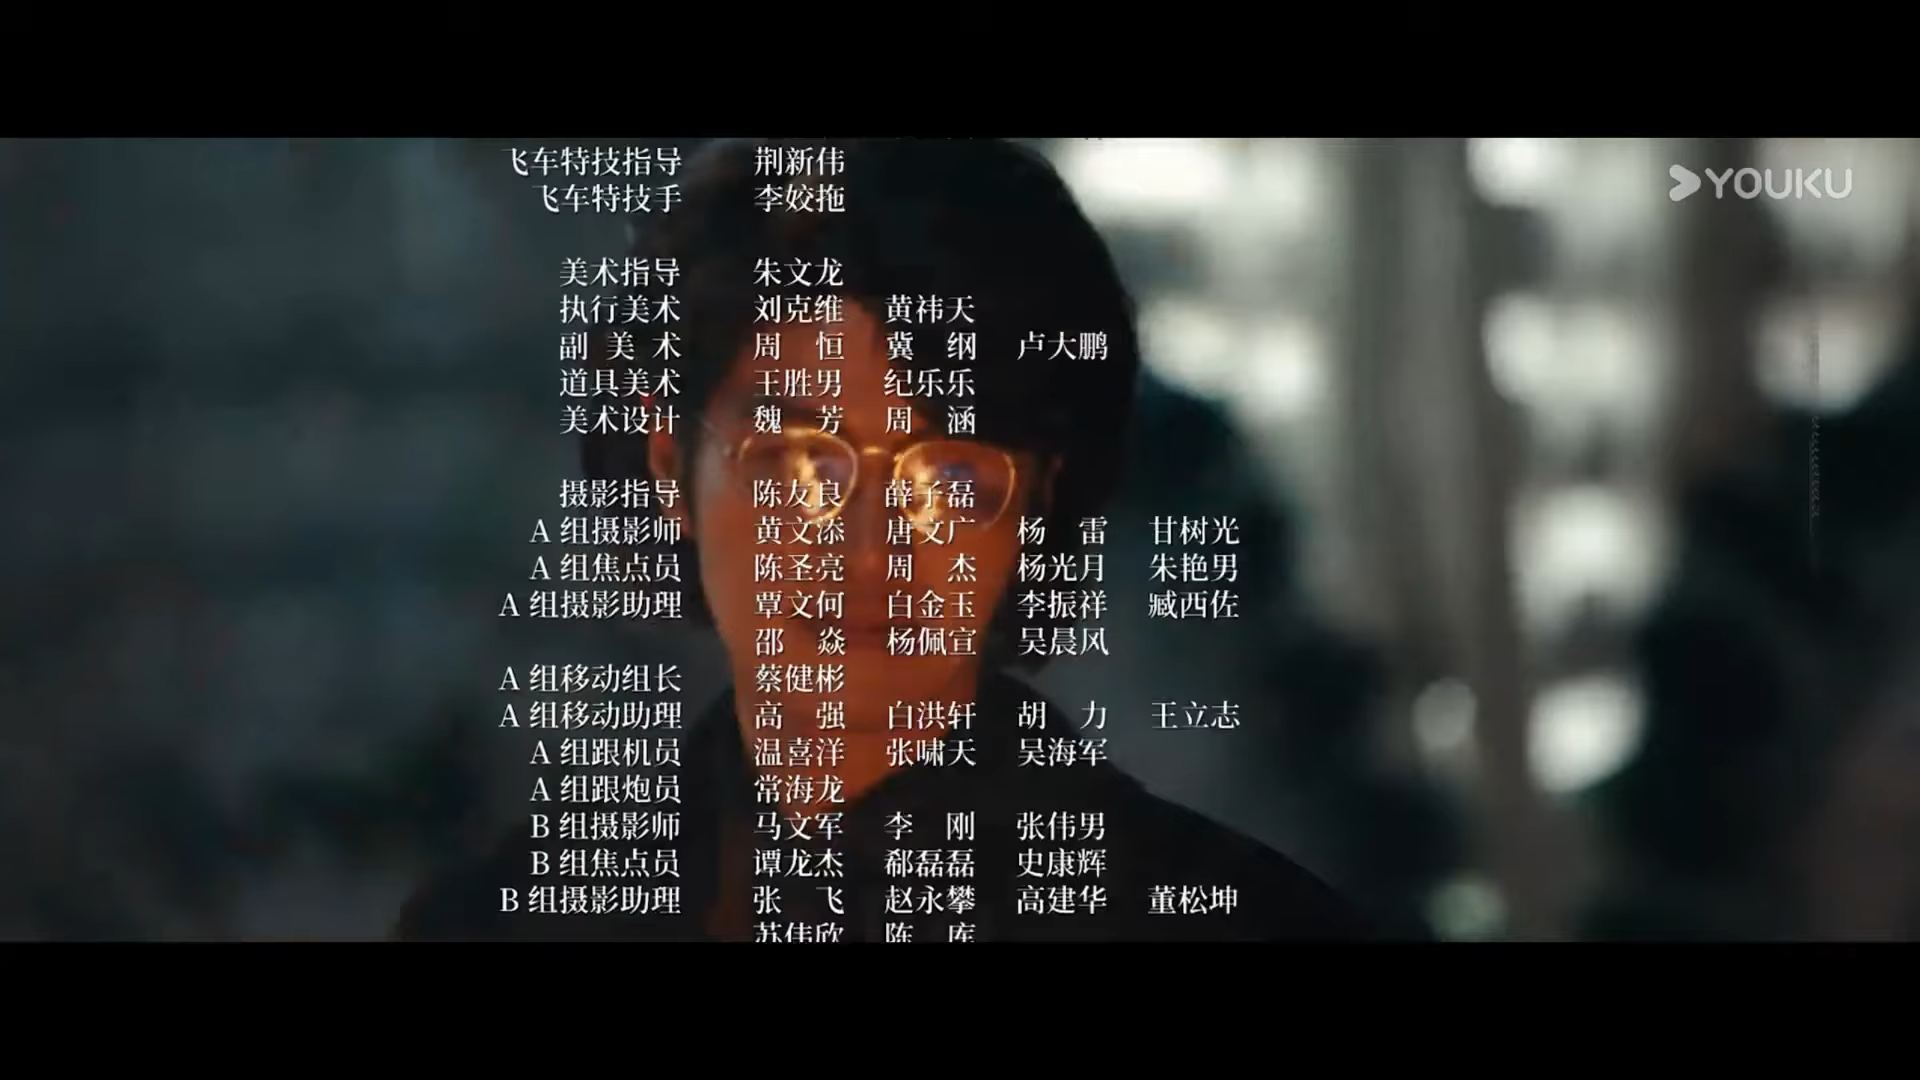 飞车特技指导 荆新伟
YOUKU
飞车特技手 李姣拖
美术指导 朱文龙
执行美术 刘克维 黄祎天
副 美 术 周 恒 冀 纲 卢大鹏
道具美术 王胜男 纪乐乐
美术设计 魏 芳 周 涵
摄影指导 陈友良 薛子磊
A 组摄影师 黄文添 唐文广 杨 雷 甘树光
A 组焦点员 陈圣亮 周 杰 杨光月 朱艳男
A 组摄影助理 覃文何 白金玉 李振祥 臧西佐
邵 焱 杨佩宣 吴晨风
A 组移动组长 蔡健彬
A 组移动助理 高 强 白洪轩 胡 力 王立志
A 组跟机员 温喜洋 张啸天 吴海军
A 组跟炮员 常海龙
B 组摄影师 马文军 李 刚 张伟男
B 组焦点员 谭龙杰 郗磊磊 史康辉
B 组摄影助理 张 飞 赵永攀 高建华 董松坤
苏伟欣 陈 库